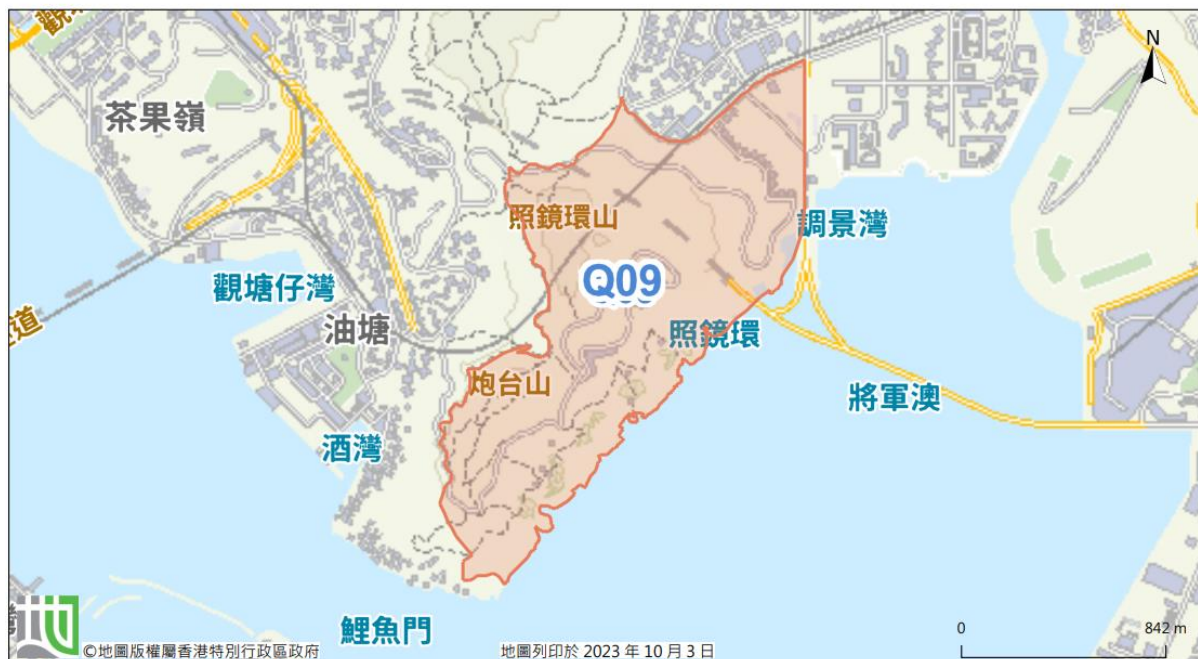 觀塘
N
茶果嶺
照鏡環山
調景灣
Q09
觀塘仔灣
道
油塘
照鏡環
炮台山
將軍澳
酒灣
鯉魚門
0
842 m
©地圖版權屬香港特別行政區政府
地圖列印於 2023 年 10 月 3 日